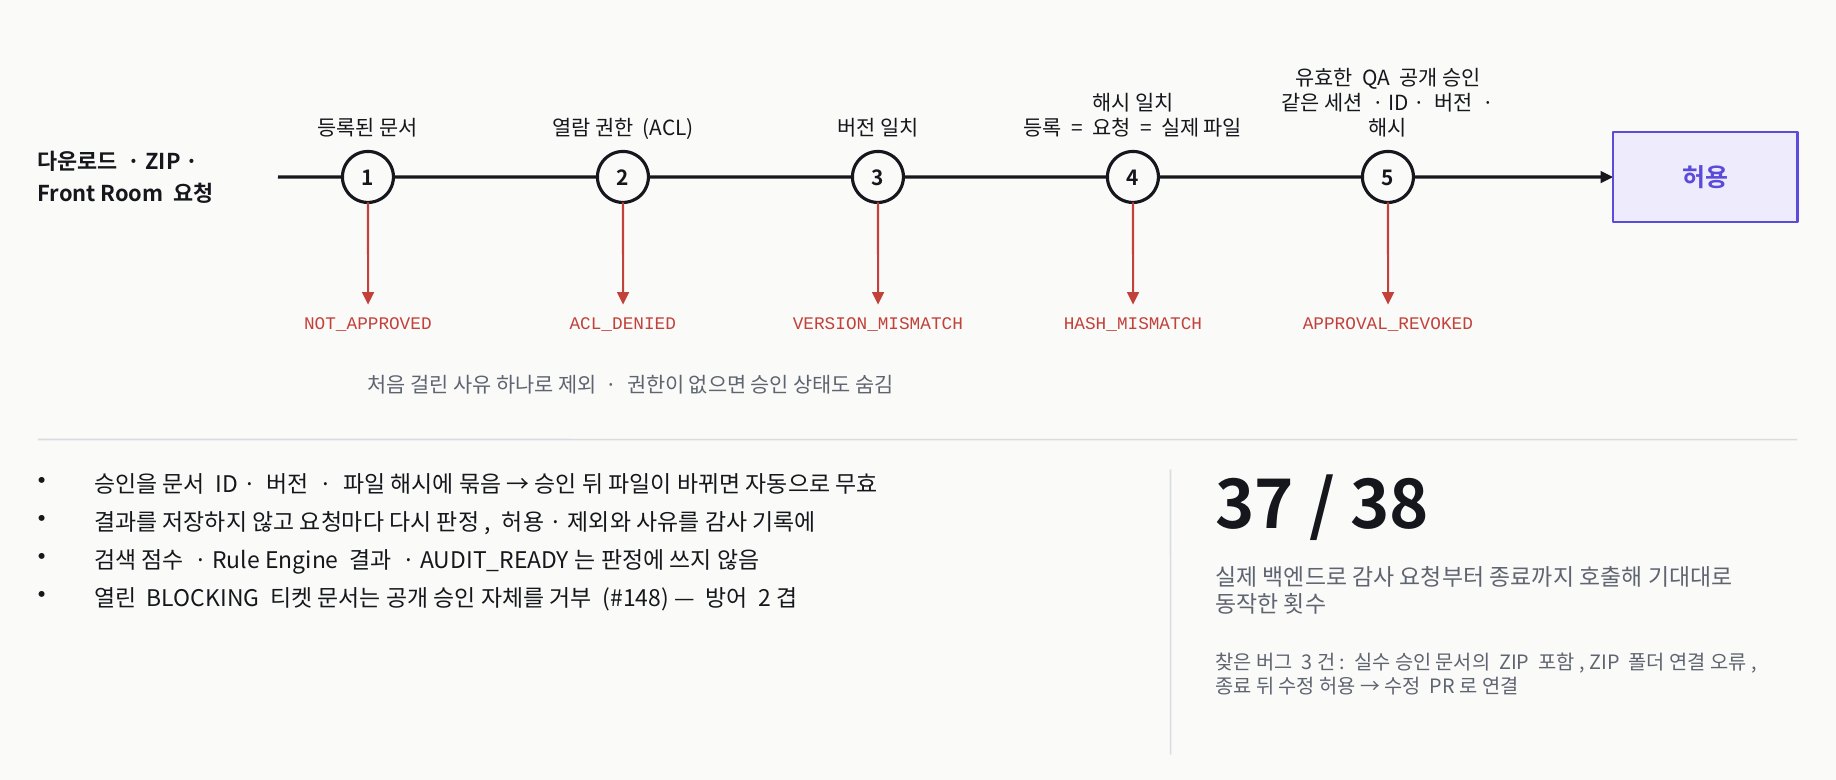 유효한 QA 공개 승인
같은 세션 · ID · 버전 ·
해시
해시 일치
등록 = 요청 = 실제 파일
등록된 문서
열람 권한 (ACL)
버전 일치
다운로드 · ZIP ·
Front Room 요청
1
2
3
4
5
허용
NOT_APPROVED
ACL_DENIED
VERSION_MISMATCH
HASH_MISMATCH
APPROVAL_REVOKED
처음 걸린 사유 하나로 제외 · 권한이 없으면 승인 상태도 숨김
• 승인을 문서 ID · 버전 · 파일 해시에 묶음 → 승인 뒤 파일이 바뀌면 자동으로 무효
• 결과를 저장하지 않고 요청마다 다시 판정 , 허용 · 제외와 사유를 감사 기록에
• 검색 점수 · Rule Engine 결과 · AUDIT_READY 는 판정에 쓰지 않음
• 열린 BLOCKING 티켓 문서는 공개 승인 자체를 거부 (#148) — 방어 2 겹
37 / 38
실제 백엔드로 감사 요청부터 종료까지 호출해 기대대로
동작한 횟수
찾은 버그 3 건 : 실수 승인 문서의 ZIP 포함 , ZIP 폴더 연결 오류 ,
종료 뒤 수정 허용 → 수정 PR 로 연결